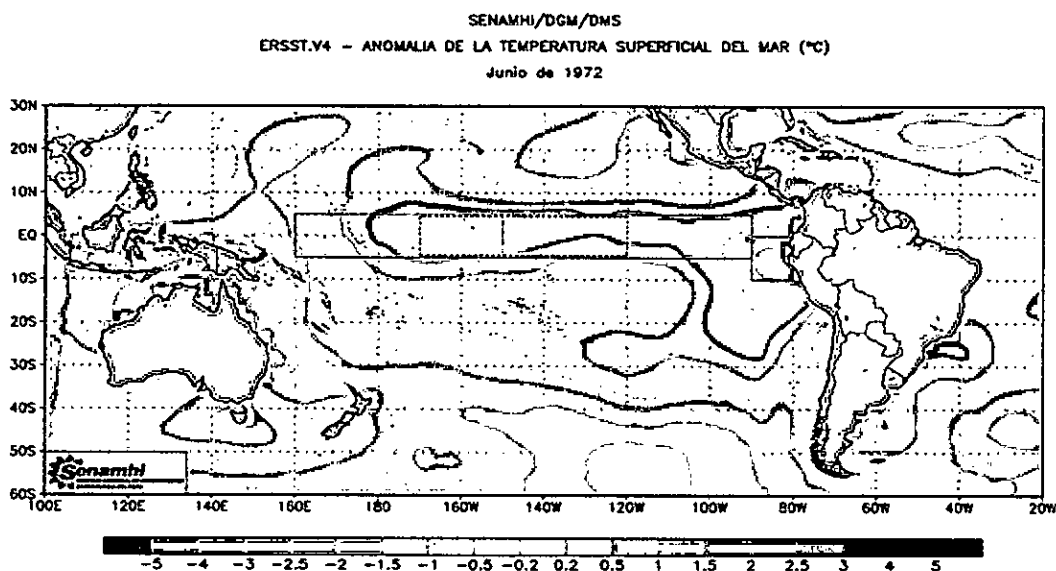 SENAMHI/DGM/DMS
ERSST.V4 – ANOMALIA DE LA TEMPERATURA SUPERFICIAL DEL MAR (°C)
Junio de 1972
30N
20N
10N
EQ
10S
20S
30S
40S
50S
60S
Senamhi
100E 120E 140E 160E 180 160W 140W 120W 100W 80W 60W 40W 20W
-5 -4 -3 -2.5 -2 -1.5 -1 -0.5 -0.2 0.2 0.5 1 1.5 2 2.5 3 4 5